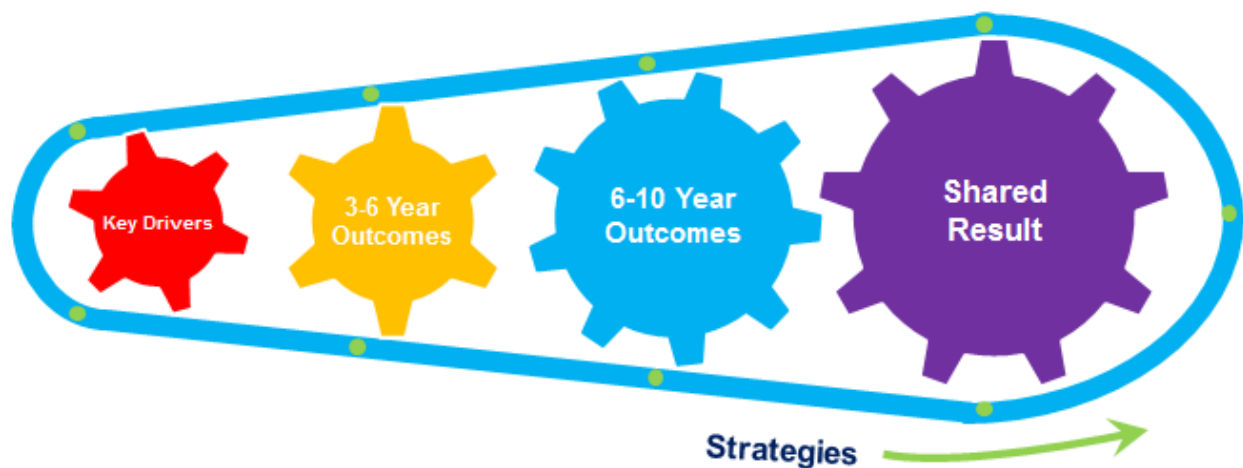 Key Drivers
3-6 Year
Outcomes
6-10 Year
Outcomes
Shared
Result
Strategies